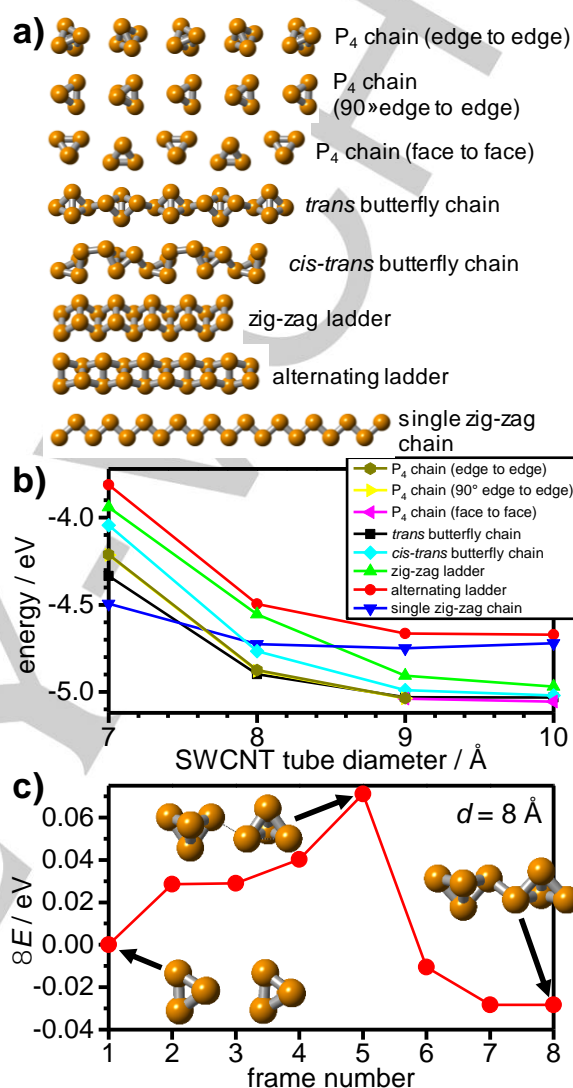 a)
P4 chain (edge to edge)
P4 chain
(90»edge to edge)
P4 chain (face to face)
trans butterfly chain
cis-trans butterfly chain
zig-zag ladder
alternating ladder
single zig-zag
chain
b)
P4 chain (edge to edge)
P4 chain (90° edge to edge)
P4 chain (face to face)
trans butterfly chain
cis-trans butterfly chain
zig-zag ladder
alternating ladder
single zig-zag chain
-4.0
-4.5
-5.0
energy / eV
7 8 9 10
SWCNT tube diameter / Å
c)
d = 8 Å
0.06
0.04
0.02
0.00
-0.02
-0.04
8E / eV
1 2 3 4 5 6 7 8
frame number